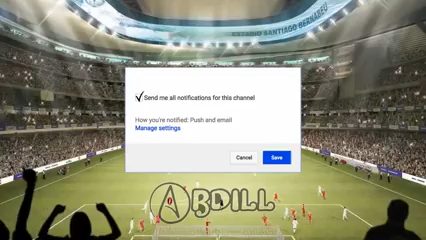 ESTADIO SANTIAGO BERNABÉU
Send me all notifications for this channel
How you're notified: Push and email
Manage settings
Cancel
Save
ABDILL